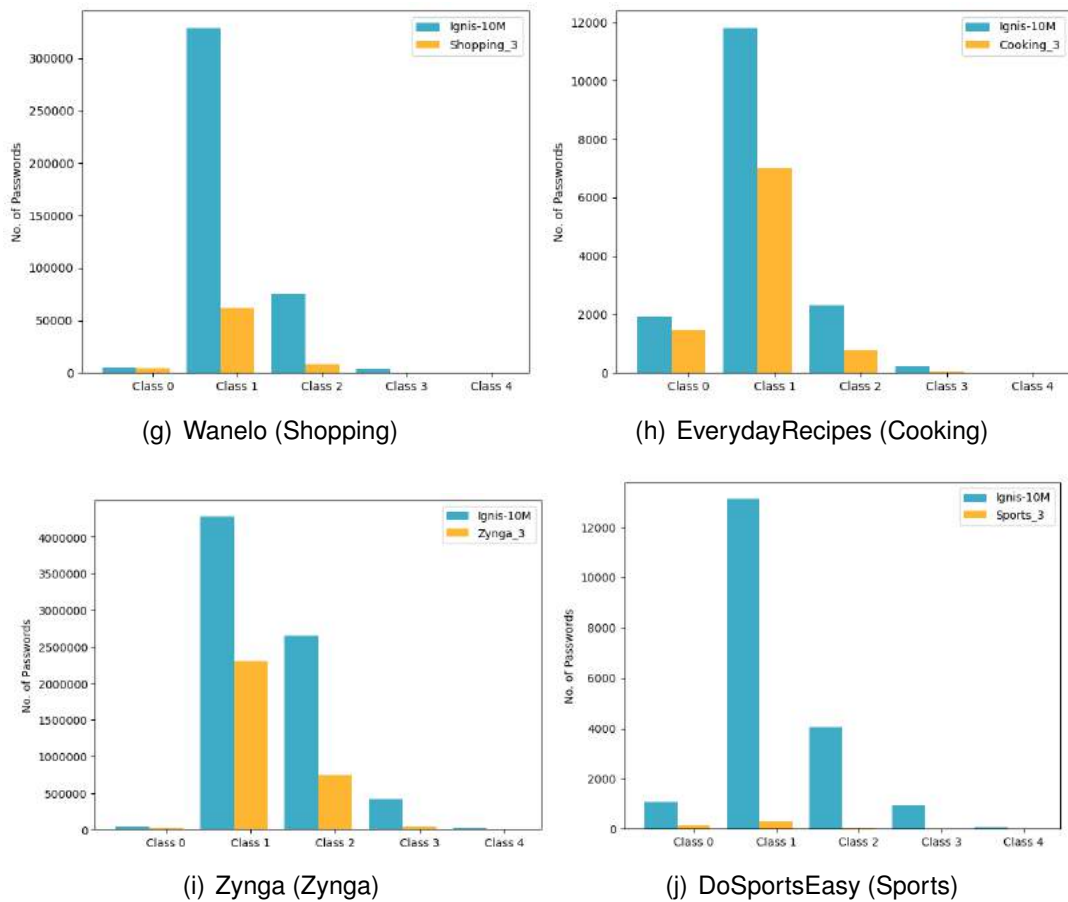 Ignis-10M
Shopping_3
No. of Passwords
300000
250000
200000
150000
100000
50000
0
Class 0 Class 1 Class 2 Class 3 Class 4
(g) Wanelo (Shopping)
Ignis-10M
Cooking_3
No. of Passwords
12000
10000
8000
6000
4000
2000
0
Class 0 Class 1 Class 2 Class 3 Class 4
(h) EverydayRecipes (Cooking)
Ignis-10M
Zynga_3
No. of Passwords
4000000
3500000
3000000
2500000
2000000
1500000
1000000
500000
0
Class 0 Class 1 Class 2 Class 3 Class 4
(i) Zynga (Zynga)
Ignis-10M
Sports_3
No. of Passwords
12000
10000
8000
6000
4000
2000
0
Class 0 Class 1 Class 2 Class 3 Class 4
(j) DoSportsEasy (Sports)